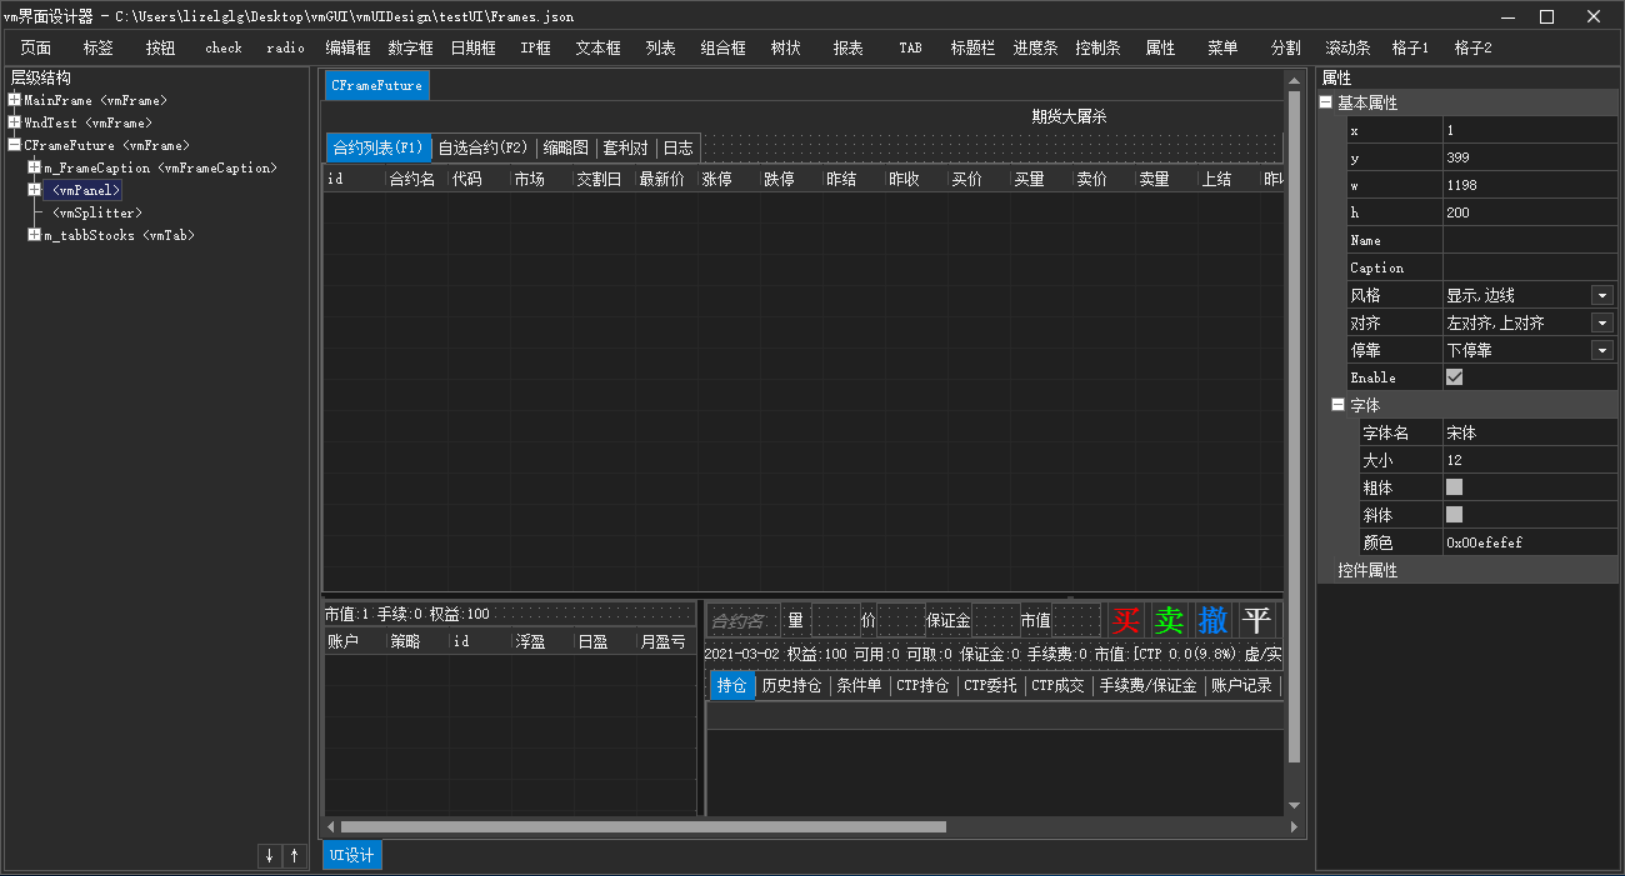 vm界面设计器 - C:\Users\lizelglg\Desktop\vmGUI\vmUIDesign\testUI\Frames.json
页面 标签 按钮 check radio 编辑框 数字框 日期框 IP框 文本框 列表 组合框 树状 报表 TAB 标题栏 进度条 控制条 属性 菜单 分割 滚动条 格子1 格子2
层级结构
MainFrame <vmFrame>
WndTest <vmFrame>
CFrameFuture <vmFrame>
m_FrameCaption <vmFrameCaption>
<vmPanel>
<vmSplitter>
m_tabbStocks <vmTab>
↓ ↑
CFrameFuture
期货大屠杀
合约列表(F1) 自选合约(F2) 缩略图 套利对 日志
id 合约名 代码 市场 交割日 最新价 涨停 跌停 昨结 昨收 买价 买量 卖价 卖量 上结
市值:1 手续:0 权益:100
账户 策略 id 浮盈 日盈 月盈亏
合约名 量 价 保证金 市值 买 卖 撤 平
2021-03-02 权益:100 可用:0 可取:0 保证金:0 手续费:0 市值:[CTP 0.0(9.8%) 虚/实
持仓 历史持仓 条件单 CTP持仓 CTP委托 CTP成交 手续费/保证金 账户记录
UI设计
属性
基本属性
x 1
y 399
w 1198
h 200
Name
Caption
风格 显示,边线
对齐 左对齐,上对齐
停靠 下停靠
Enable
字体
字体名 宋体
大小 12
粗体
斜体
颜色 0x00efefef
控件属性